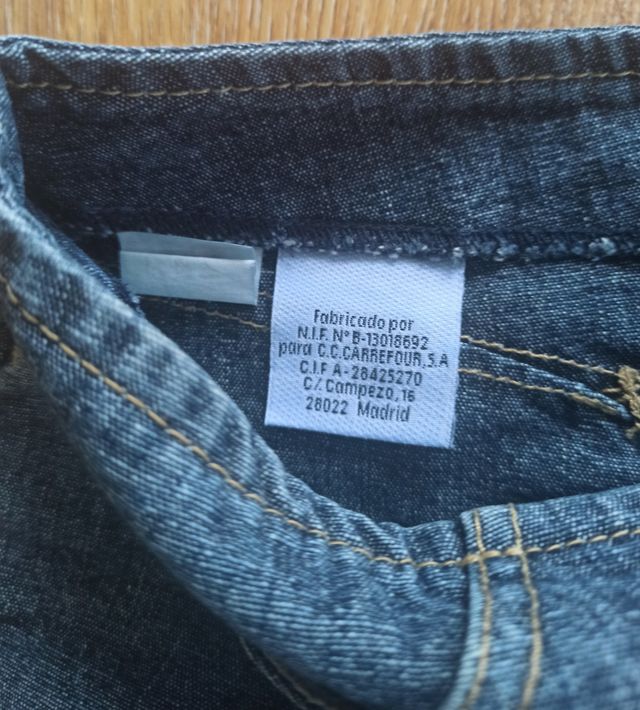 Fabricado por
N.I.F. Nº B-13018692
para C.C.CARREFOUR,S.A
C.I.F A-28425270
C/. Campezo, 16
28022 Madrid